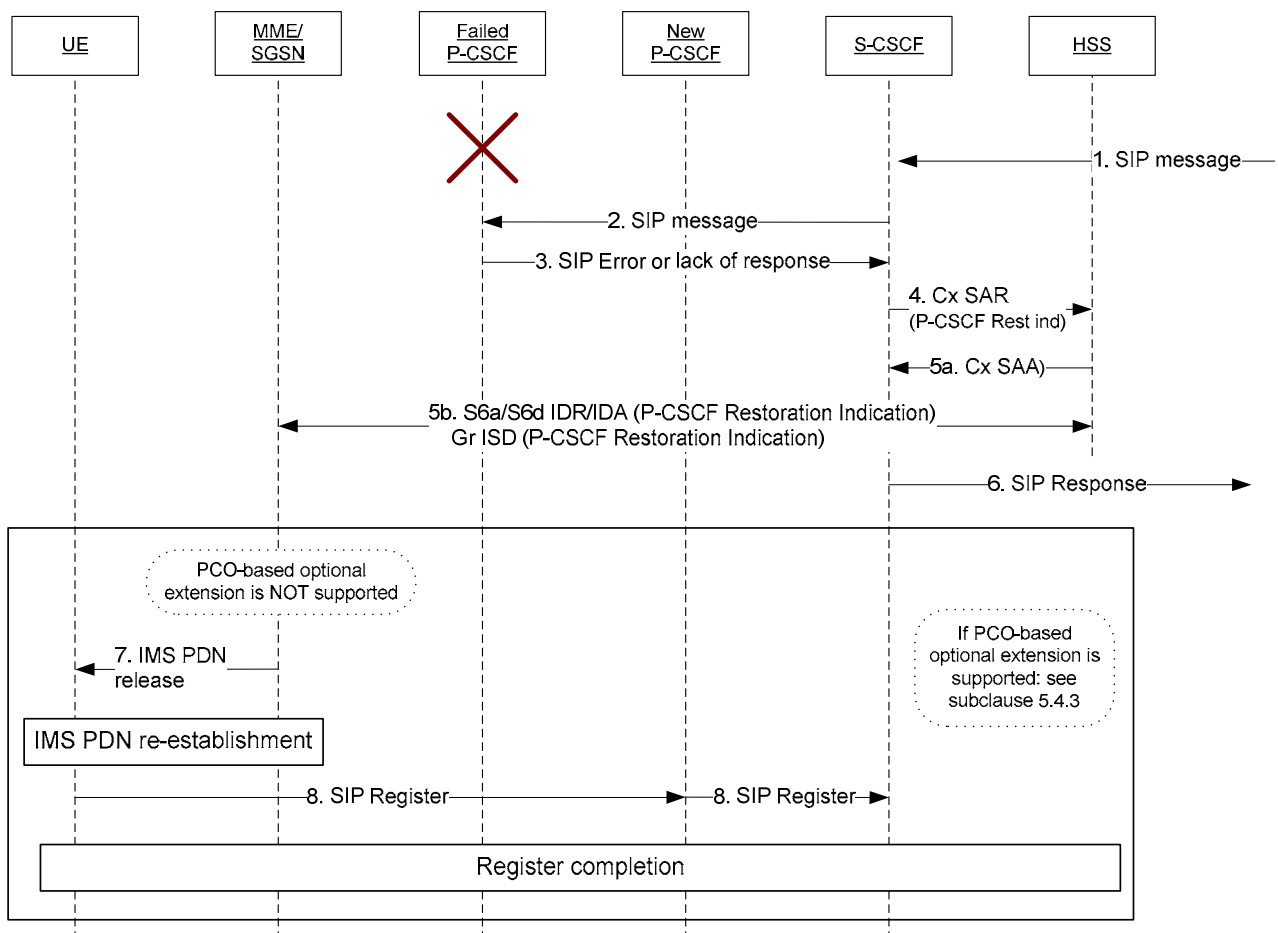 UE
MME/
SGSN
Failed
P-CSCF
New
P-CSCF
S-CSCF
HSS
1. SIP message
2. SIP message
3. SIP Error or lack of response
4. Cx SAR
(P-CSCF Rest ind)
5a. Cx SAA)
5b. S6a/S6d IDR/IDA (P-CSCF Restoration Indication)
Gr ISD (P-CSCF Restoration Indication)
6. SIP Response
PCO-based optional
extension is NOT supported
If PCO-based
optional extension is
supported: see
subclause 5.4.3
7. IMS PDN
release
IMS PDN re-establishment
8. SIP Register
8. SIP Register
Register completion